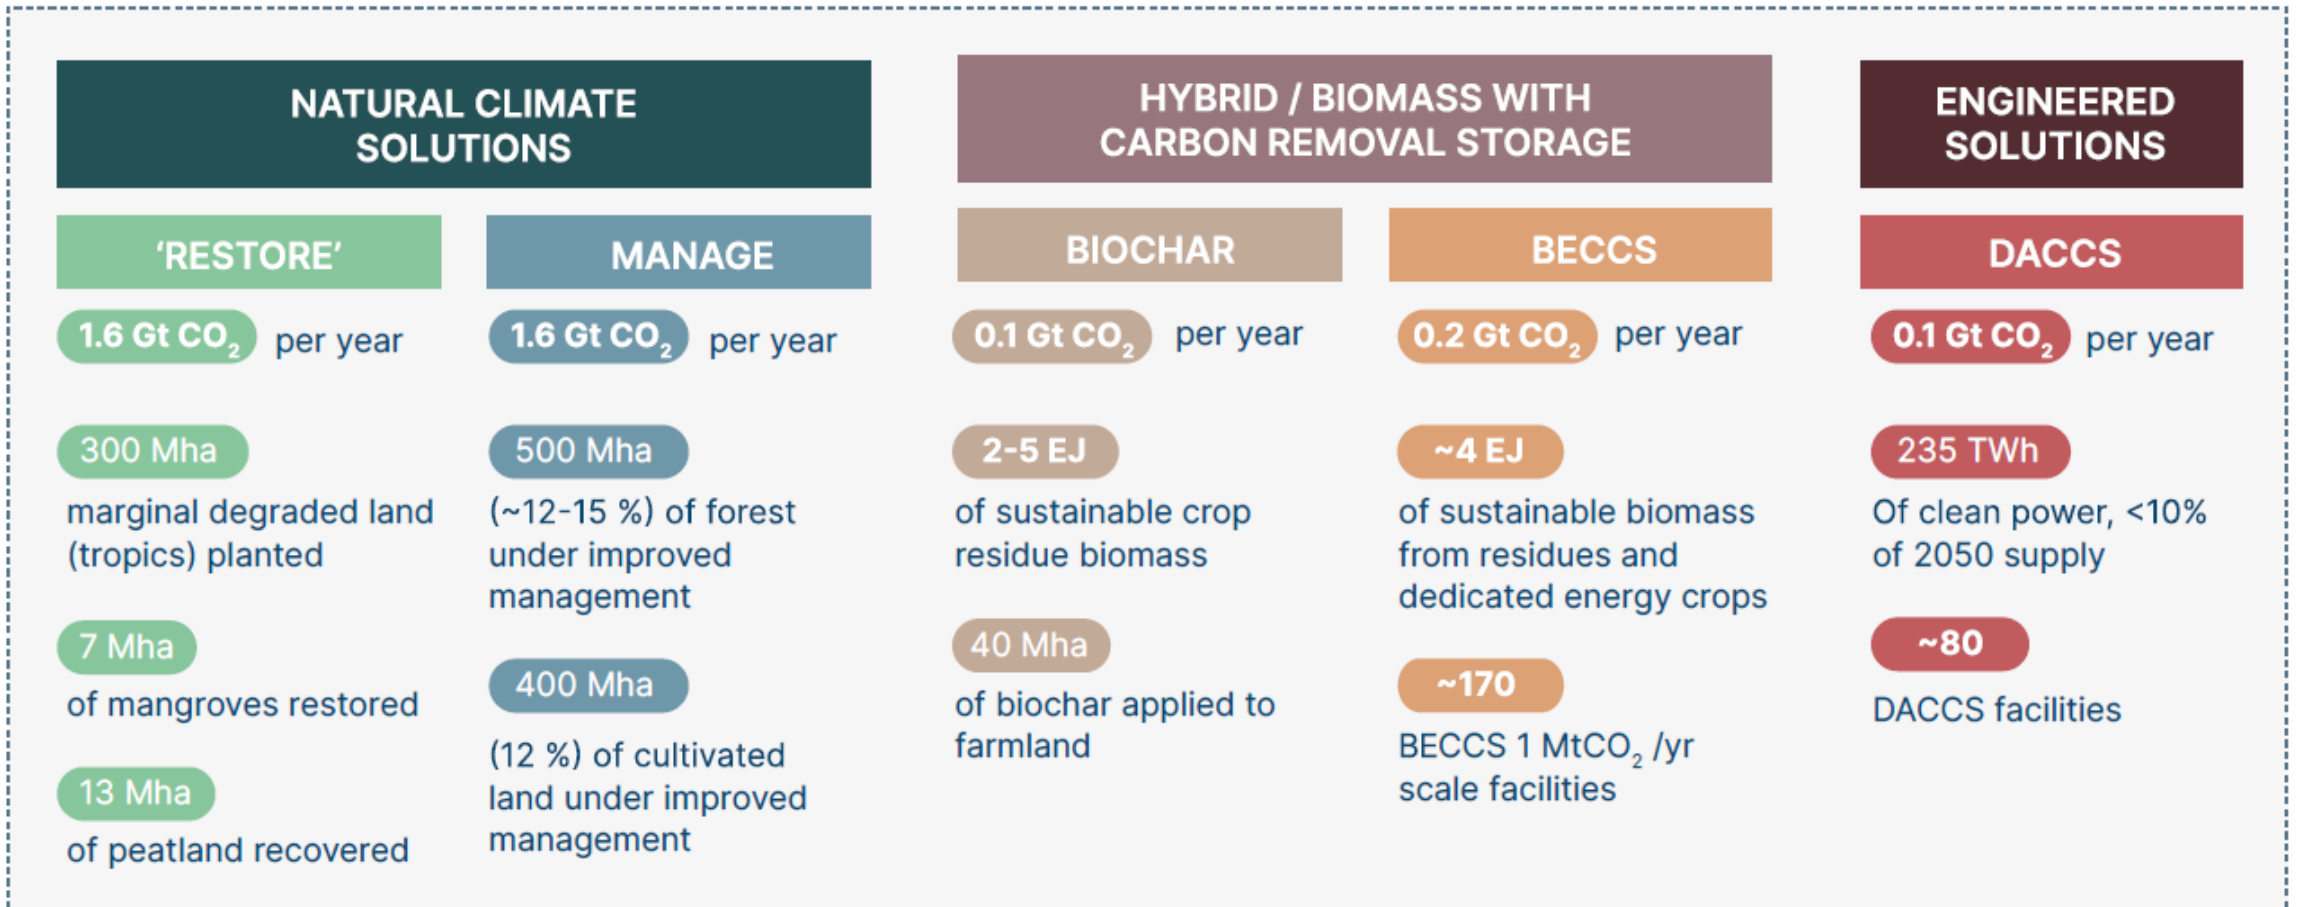 NATURAL CLIMATE
SOLUTIONS
'RESTORE'
1.6 Gt CO₂ per year
300 Mha
marginal degraded land
(tropics) planted
7 Mha
of mangroves restored
13 Mha
of peatland recovered
MANAGE
1.6 Gt CO₂ per year
500 Mha
(~12-15 %) of forest
under improved
management
400 Mha
(12 %) of cultivated
land under improved
management
HYBRID / BIOMASS WITH
CARBON REMOVAL STORAGE
BIOCHAR
0.1 Gt CO₂ per year
2-5 EJ
of sustainable crop
residue biomass
40 Mha
of biochar applied to
farmland
BECCS
0.2 Gt CO₂ per year
~4 EJ
of sustainable biomass
from residues and
dedicated energy crops
~170
BECCS 1 MtCO₂ /yr
scale facilities
ENGINEERED
SOLUTIONS
DACCS
0.1 Gt CO₂ per year
235 TWh
Of clean power, <10%
of 2050 supply
~80
DACCS facilities